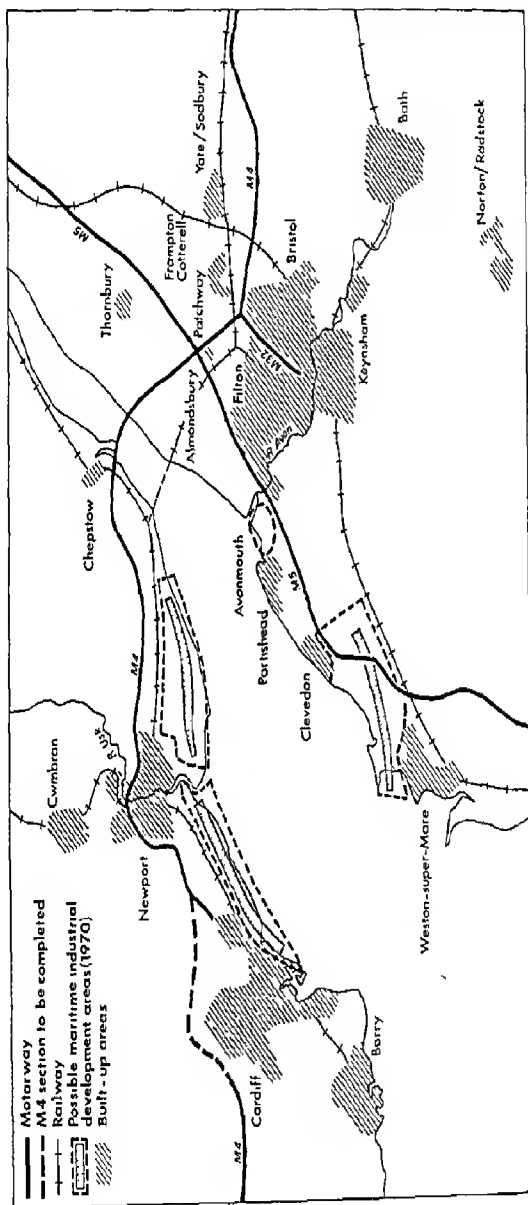 Motorway
M4 section to be completed
Railway
Possible maritime industrial
development areas (1970)
Built-up areas
M4
Cardiff
Barry
Newport
Cwmbran
R. Usk
M4
Chepstow
Thornbury
M5
Almondsbury
Patchway
Frampton
Cotterell
Yate/Sodbury
M4
Filton
M32
Bristol
R. Avon
Avonmouth
Portishead
M5
Clevedon
Weston-super-Mare
Keynsham
Bath
Norton/Radstock